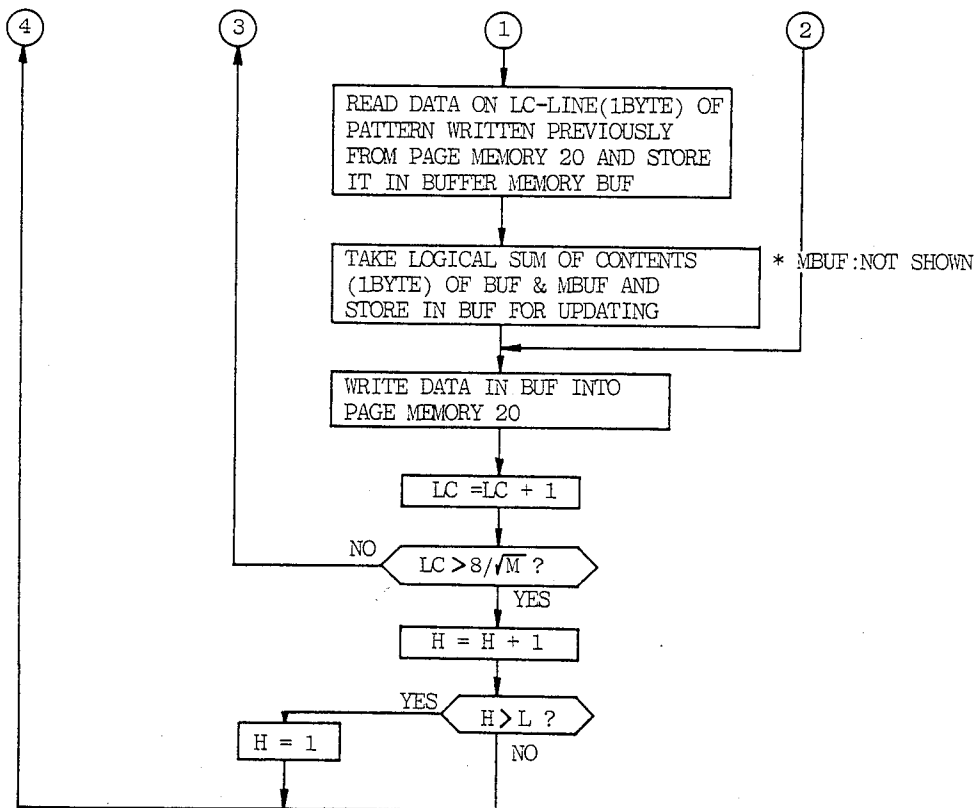 4 3 1 2
READ DATA ON LC-LINE(1BYTE) OF
PATTERN WRITTEN PREVIOUSLY
FROM PAGE MEMORY 20 AND STORE
IT IN BUFFER MEMORY BUF
TAKE LOGICAL SUM OF CONTENTS
(1BYTE) OF BUF & MBUF AND
STORE IN BUF FOR UPDATING
* MBUF:NOT SHOWN
WRITE DATA IN BUF INTO
PAGE MEMORY 20
LC =LC + 1
NO
LC>8/√M ?
YES
H = H + 1
YES
H>L ?
H = 1
NO